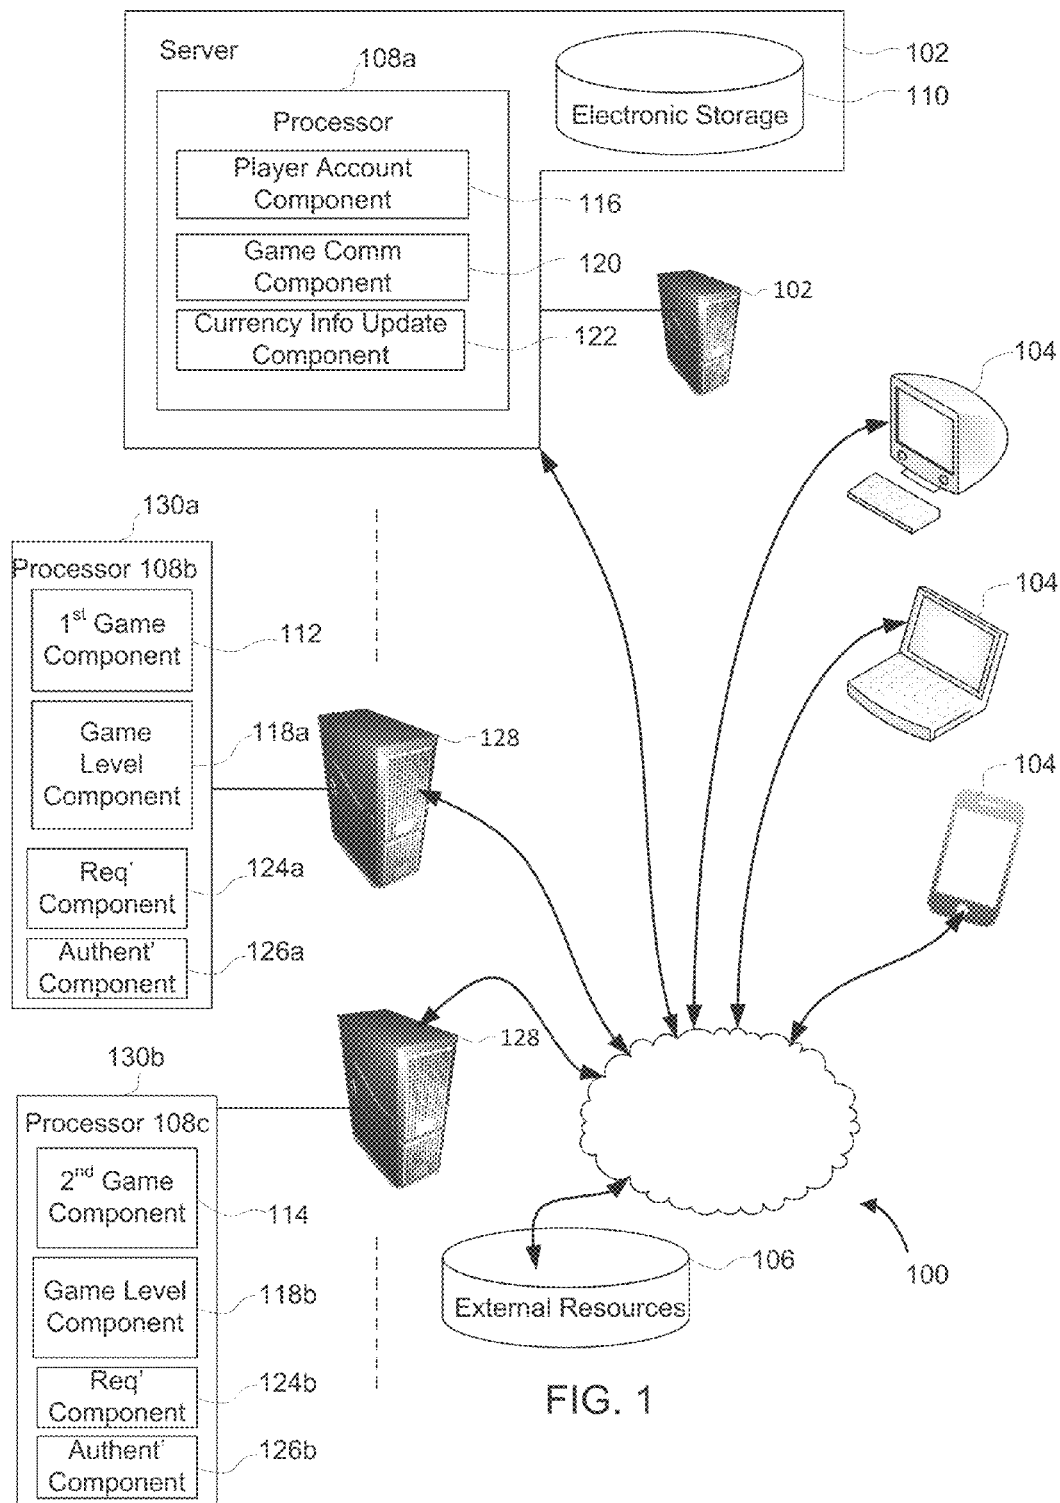 Server
102
108a
110
Processor
Electronic Storage
Player Account
Component
116
Game Comm
Component
120
102
Currency Info Update
Component
122
104
130a
Processor 108b
1st Game
Component
112
104
Game
Level
Component
118a
128
104
Req'
Component
124a
Authent'
Component
126a
128
130b
Processor 108c
2nd Game
Component
114
106
100
Game Level
Component
118b
External Resources
Req'
Component
124b
FIG. 1
Authent'
Component
126b